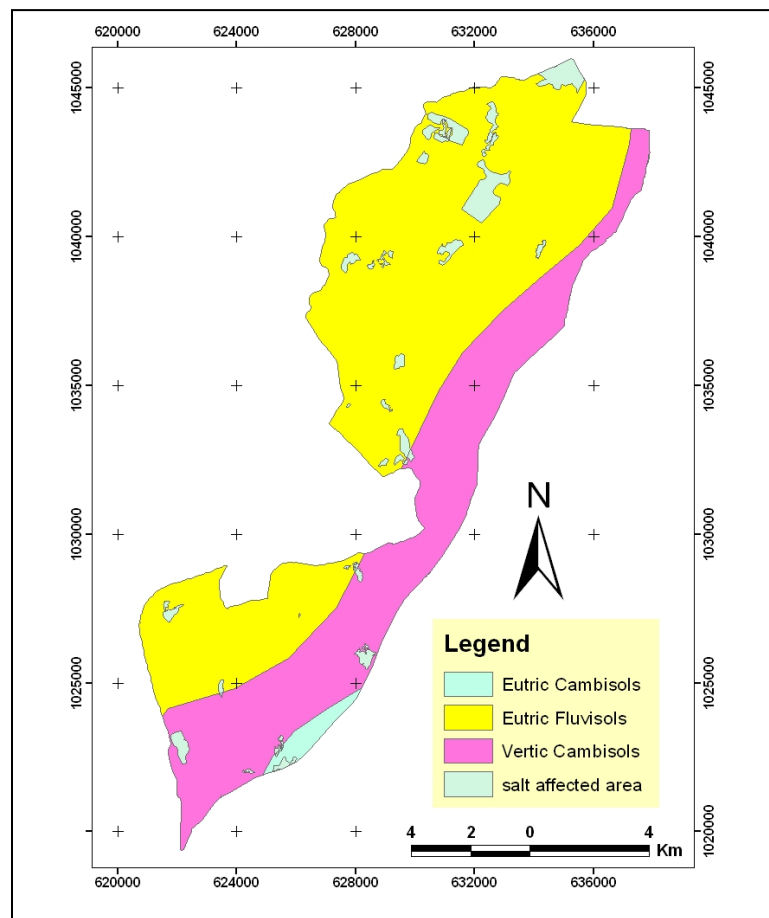 620000 624000 628000 632000 636000
1045000 1045000
1040000 1040000
1035000 1035000
1030000 1030000
N
Legend
Eutric Cambisols
Eutric Fluvisols
Vertic Cambisols
salt affected area
1025000 1025000
4 2 0 4
Km
1020000 1020000
620000 624000 628000 632000 636000